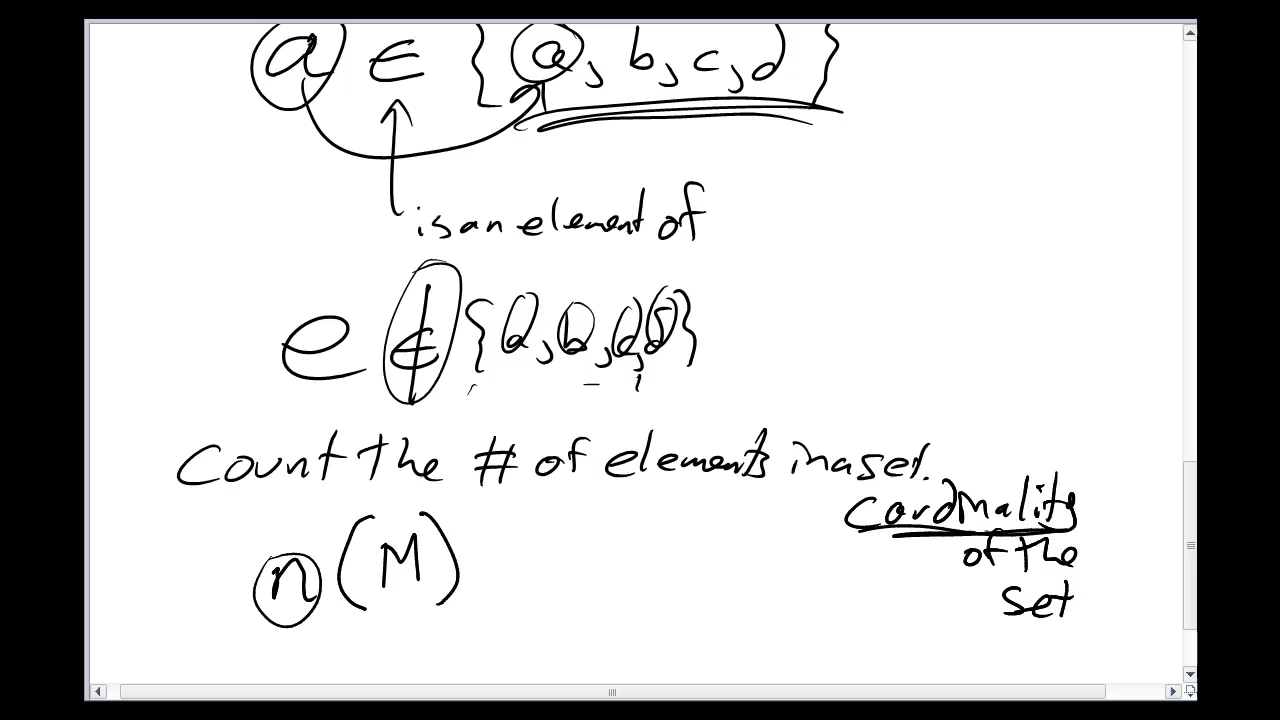 a ∈ {a, b, c, d}
is an element of
e ∉ {a, b, c, d}
Count the # of elements in a set.
cardinality
of the
set
n(M)